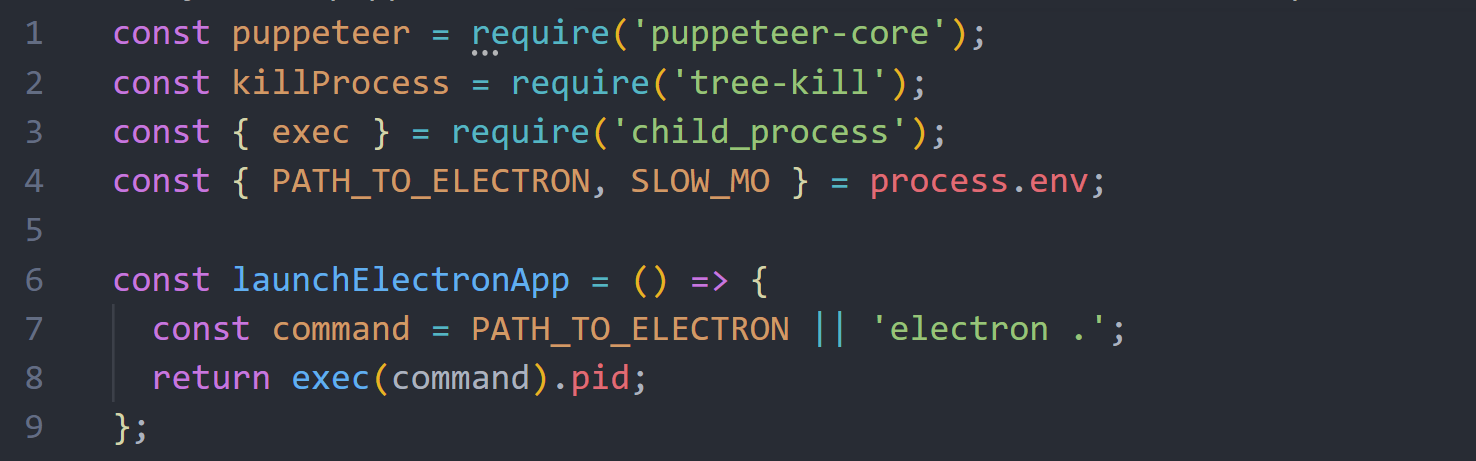 1 const puppeteer = require('puppeteer-core');
2 const killProcess = require('tree-kill');
3 const { exec } = require('child_process');
4 const { PATH_TO_ELECTRON, SLOW_MO } = process.env;
5
6 const launchElectronApp = () => {
7   const command = PATH_TO_ELECTRON || 'electron .';
8   return exec(command).pid;
9 };